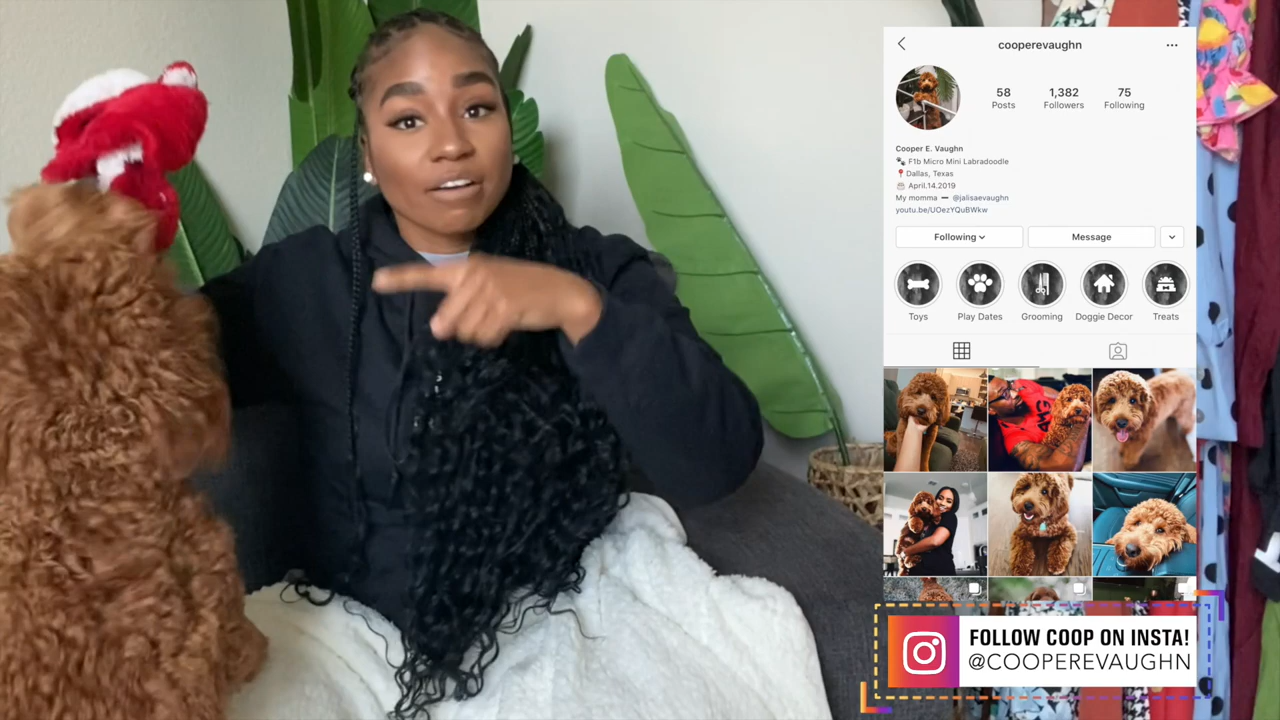 cooperevaughn
58 1,382 75
Posts Followers Following
Cooper E. Vaughn
🐾 F1b Micro Mini Labradoodle
📍Dallas, Texas
April.14.2019
My momma ➖ @jalisaevaughn
youtu.be/UOezYQuBWkw
Following Message
Toys Play Dates Grooming Doggie Decor Treats
FOLLOW COOP ON INSTA!
@COOPEREVAUGHN